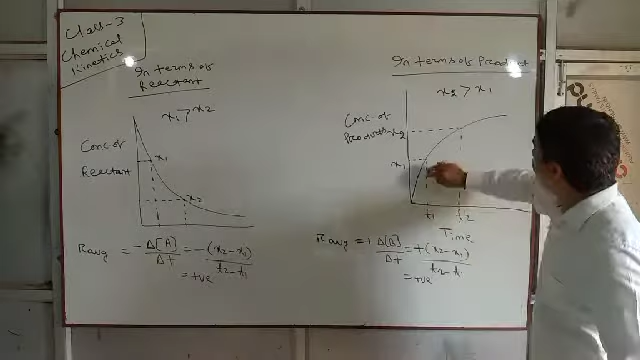 Class-3
Chemical
Kinetics
In terms of
Reactant
x₁ > x₂
Conc. of
Reactant
x₁
x₂
Ravg = -Δ[A]/Δt = -(x₂-x₁)/t₂-t₁
= +ve
In terms of Product
x₂ > x₁
Conc. of
Product
x₂
x₁
t₁ t₂
Time
Ravg = + Δ[B]/Δt = +(x₂-x₁)/t₂-t₁
= +ve